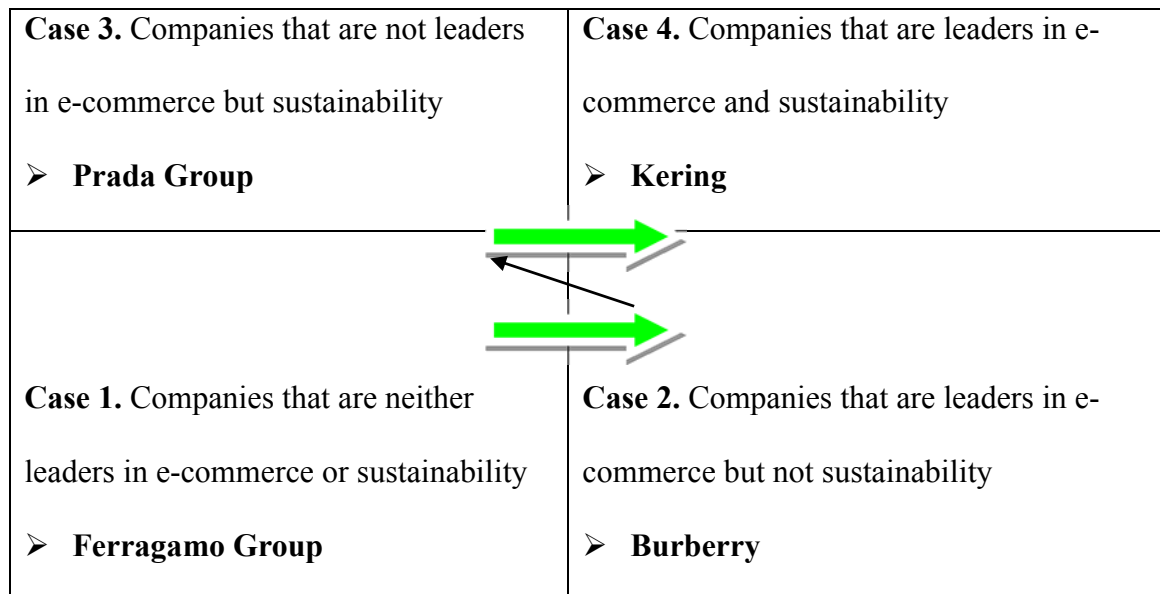 Case 3. Companies that are not leaders
in e-commerce but sustainability
➢ Prada Group
Case 4. Companies that are leaders in e-
commerce and sustainability
➢ Kering
Case 1. Companies that are neither
leaders in e-commerce or sustainability
➢ Ferragamo Group
Case 2. Companies that are leaders in e-
commerce but not sustainability
➢ Burberry